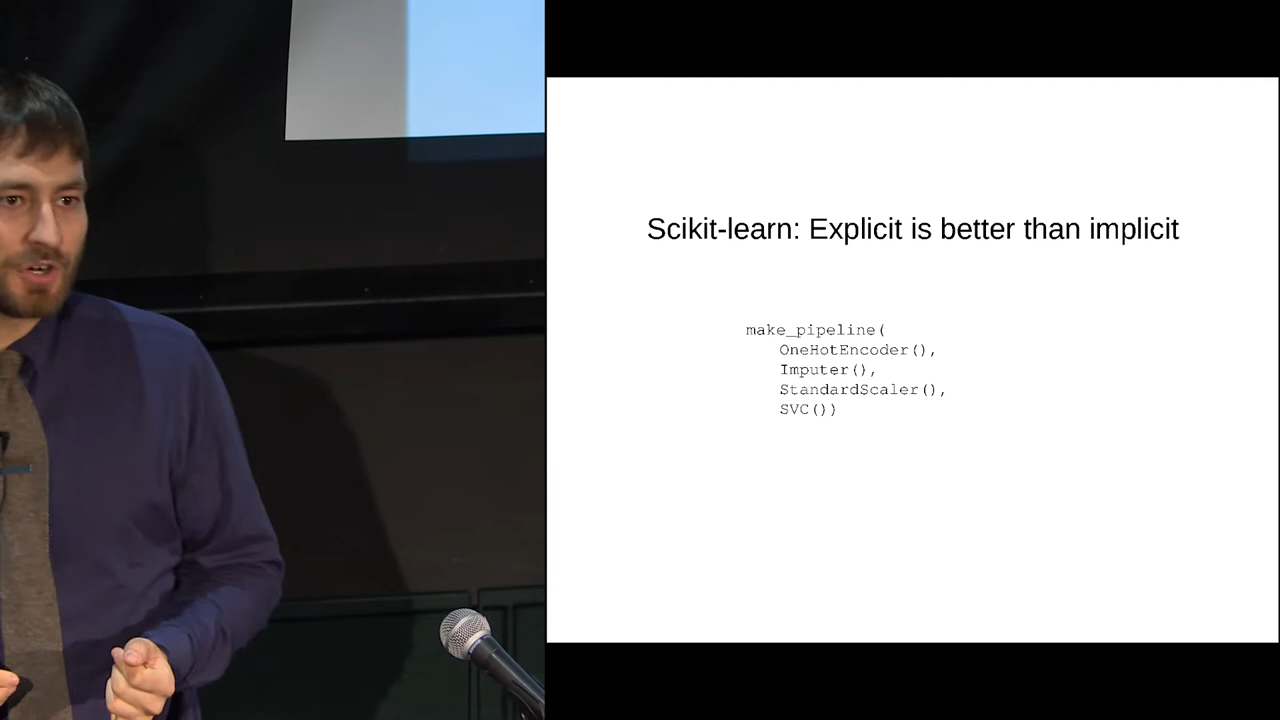 Scikit-learn: Explicit is better than implicit
make_pipeline(
OneHotEncoder(),
Imputer(),
StandardScaler(),
SVC())